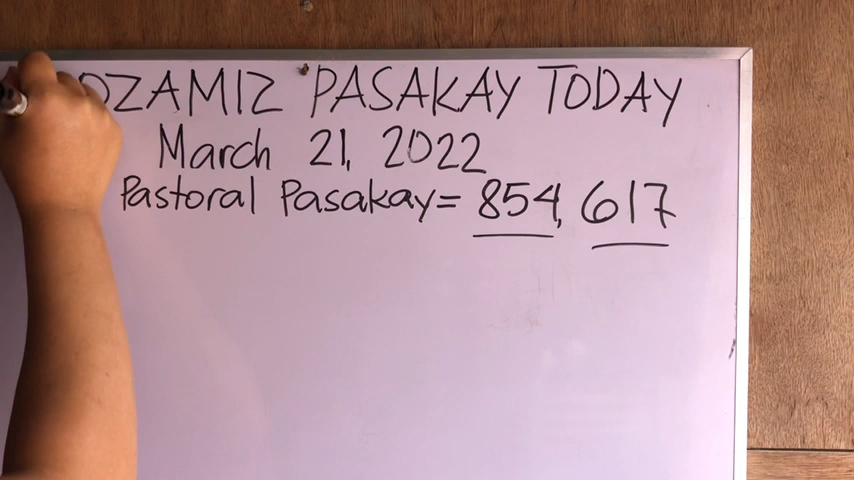 OZAMIZ PASAKAY TODAY
March 21, 2022
Pastoral Pasakay= 854, 617